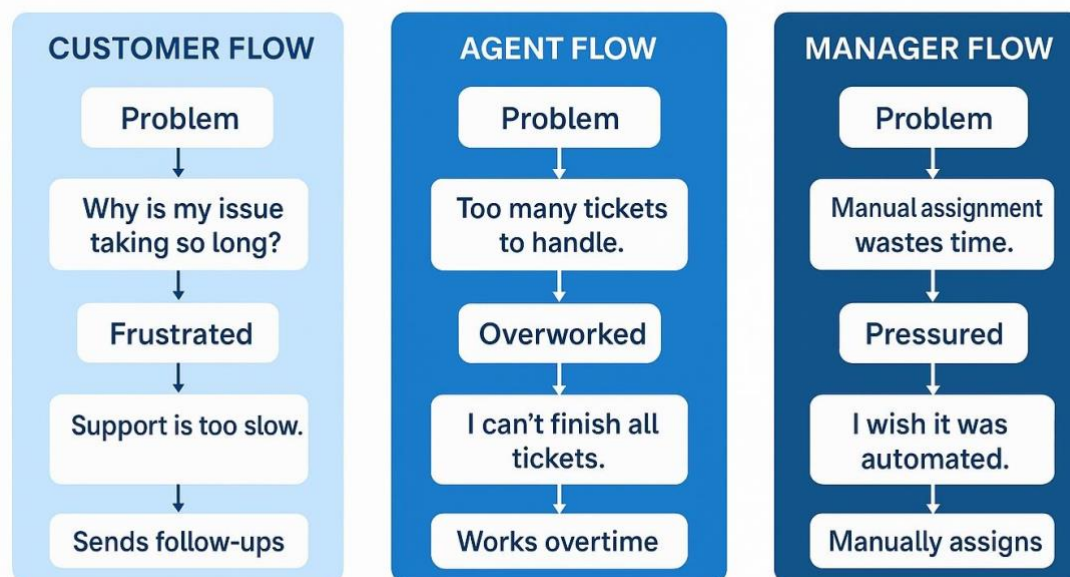 CUSTOMER FLOW
Problem
Why is my issue
taking so long?
Frustrated
Support is too slow.
Sends follow-ups
AGENT FLOW
Problem
Too many tickets
to handle.
Overworked
I can't finish all
tickets.
Works overtime
MANAGER FLOW
Problem
Manual assignment
wastes time.
Pressured
I wish it was
automated.
Manually assigns